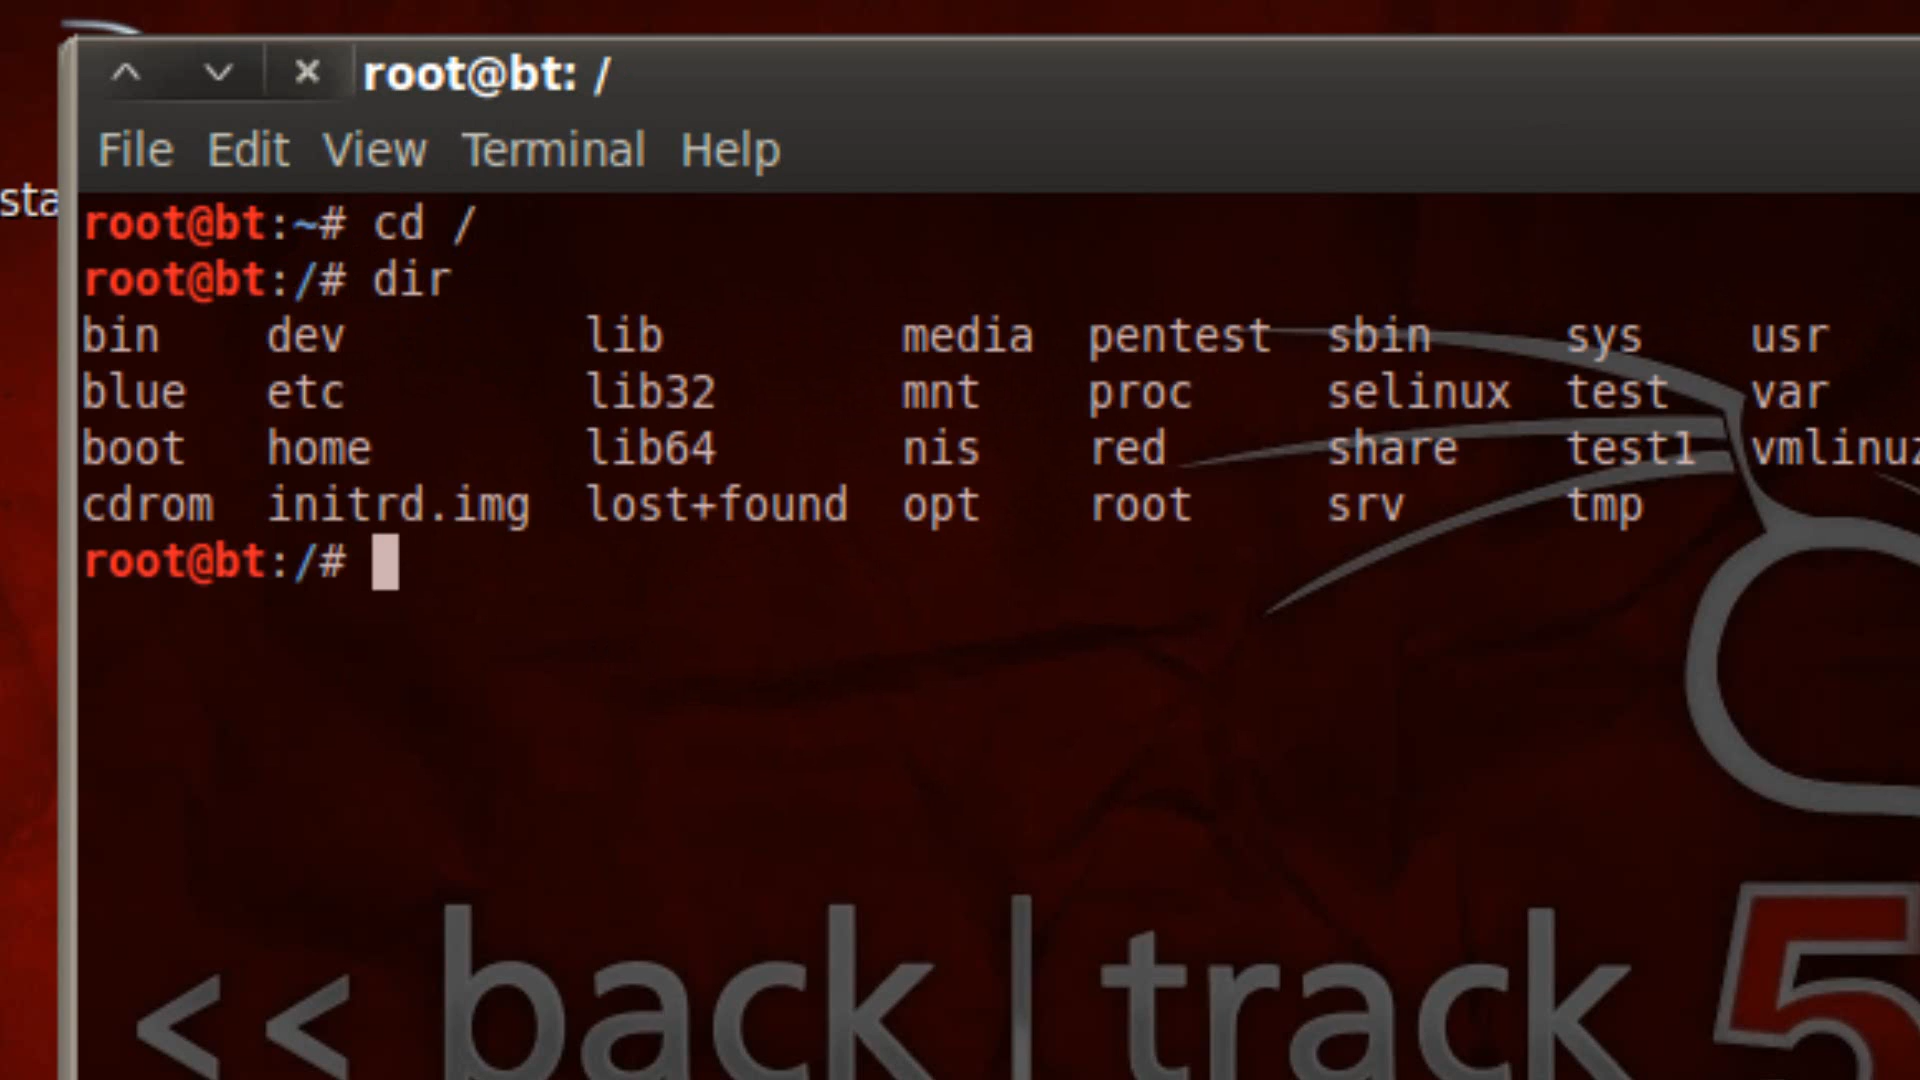 root@bt: /
File Edit View Terminal Help
sta
root@bt:~# cd /
root@bt:/# dir
bin dev lib media pentest sbin sys usr
blue etc lib32 mnt proc selinux test var
boot home lib64 nis red share test1 vmlinuz
cdrom initrd.img lost+found opt root srv tmp
root@bt:/#
<< back | track 5